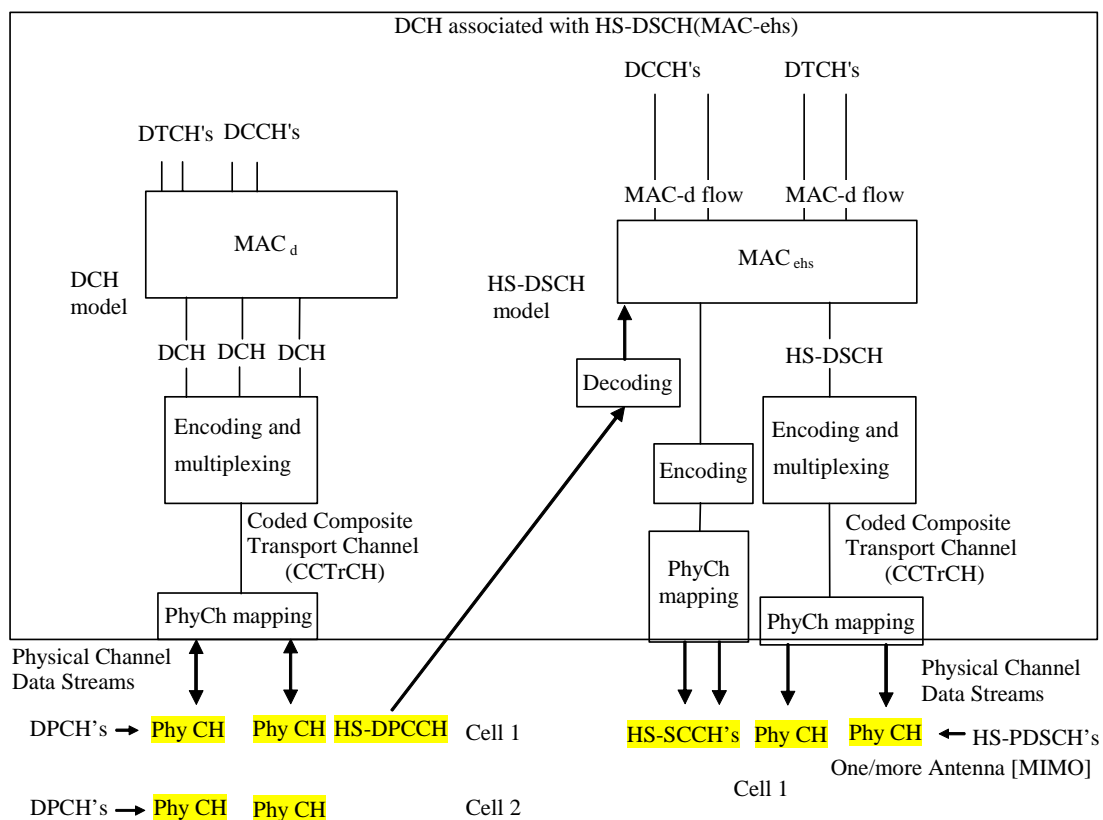 DCH associated with HS-DSCH(MAC-ehs)
DCCH's DTCH's
DTCH's DCCH's
MAC-d flow MAC-d flow
MAC d
MAC ehs
DCH
model
HS-DSCH
model
DCH DCH DCH
HS-DSCH
Decoding
Encoding and
multiplexing
Encoding
Encoding and
multiplexing
Coded Composite
Transport Channel
(CCTrCH)
Coded Composite
Transport Channel
(CCTrCH)
PhyCh
mapping
PhyCh mapping
PhyCh mapping
Physical Channel
Data Streams
Physical Channel
Data Streams
DPCH’s Phy CH Phy CH HS-DPCCH Cell 1
HS-SCCH’s Phy CH Phy CH HS-PDSCH’s
One/more Antenna [MIMO]
Cell 1
DPCH’s Phy CH Phy CH Cell 2